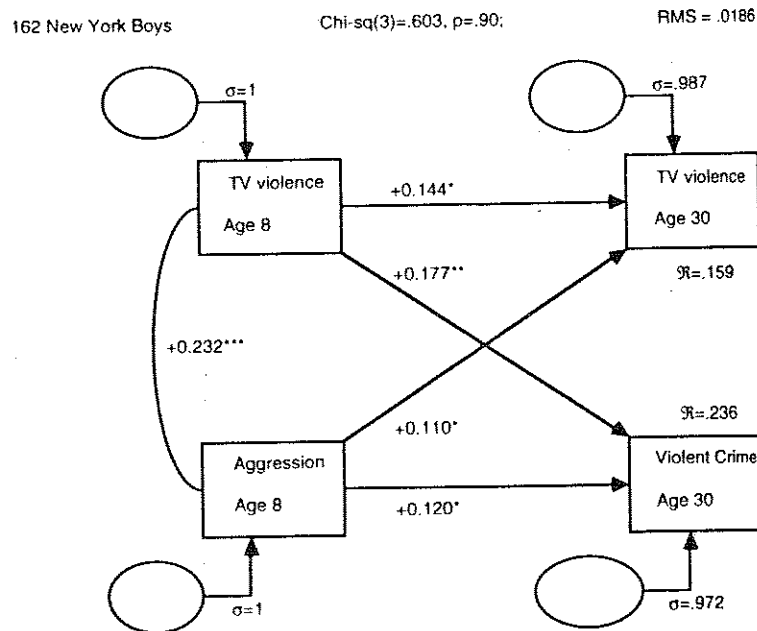 162 New York Boys
Chi-sq(3)=.603, p=.90;
RMS = .0186
σ=1
σ=.987
TV violence
Age 8
TV violence
Age 30
+0.144*
+0.177**
ℜ=.159
+0.232***
ℜ=.236
+0.110*
Aggression
Age 8
Violent Crime
Age 30
+0.120*
σ=1
σ=.972